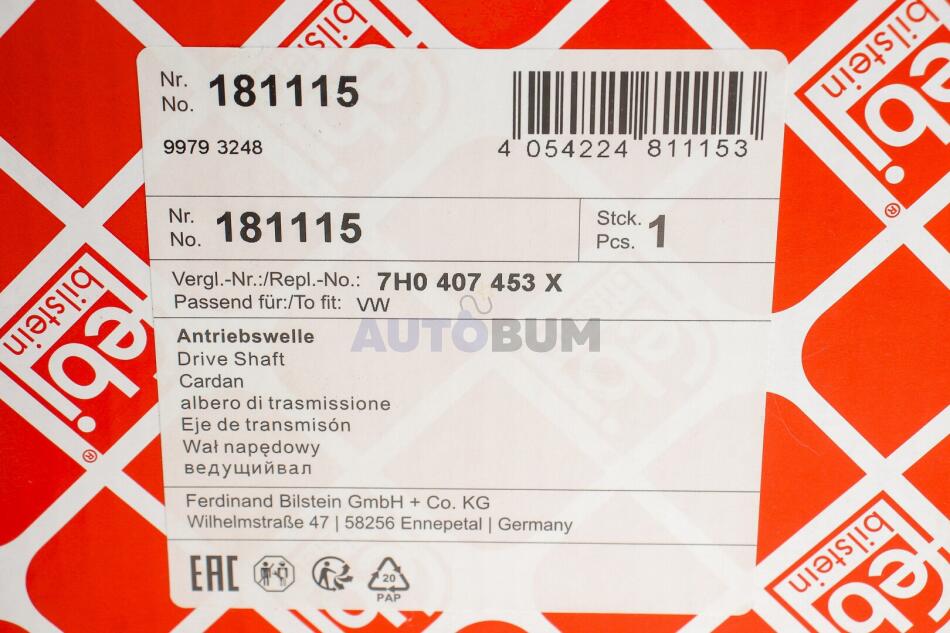 Nr.
No. 181115
4 054224 811153
9979 3248
Nr.
No. 181115
Stck.
Pcs. 1
Vergl.-Nr.:/Repl.-No.: 7H0 407 453 X
Passend für:/To fit: VW
AUTOBUM
Antriebswelle
Drive Shaft
Cardan
albero di trasmissione
Eje de transmisón
Wał napędowy
ведущийвал
Ferdinand Bilstein GmbH + Co. KG
Wilhelmstraße 47 | 58256 Ennepetal | Germany
EAC
20
PAP
febi
bilstein
®
febi
bilstein
®
febi
bilstein
febi
bilstein